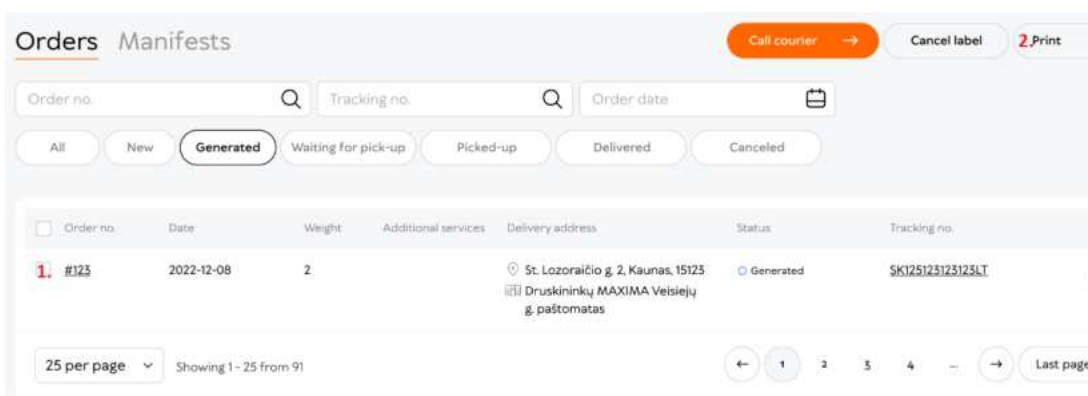 Orders Manifests Call courier → Cancel label 2. Print
Order no. Tracking no. Order date
All New Generated Waiting for pick-up Picked-up Delivered Canceled
Order no. Date Weight Additional services Delivery address Status Tracking no.
1. #123 2022-12-08 2 St. Lozoraičio g. 2, Kaunas, 15123 Generated SK125123123123LT
Druskininkų MAXIMA Veisiejų
g. paštomatas
25 per page Showing 1 - 25 from 91 ← 1 2 3 4 ... → Last page